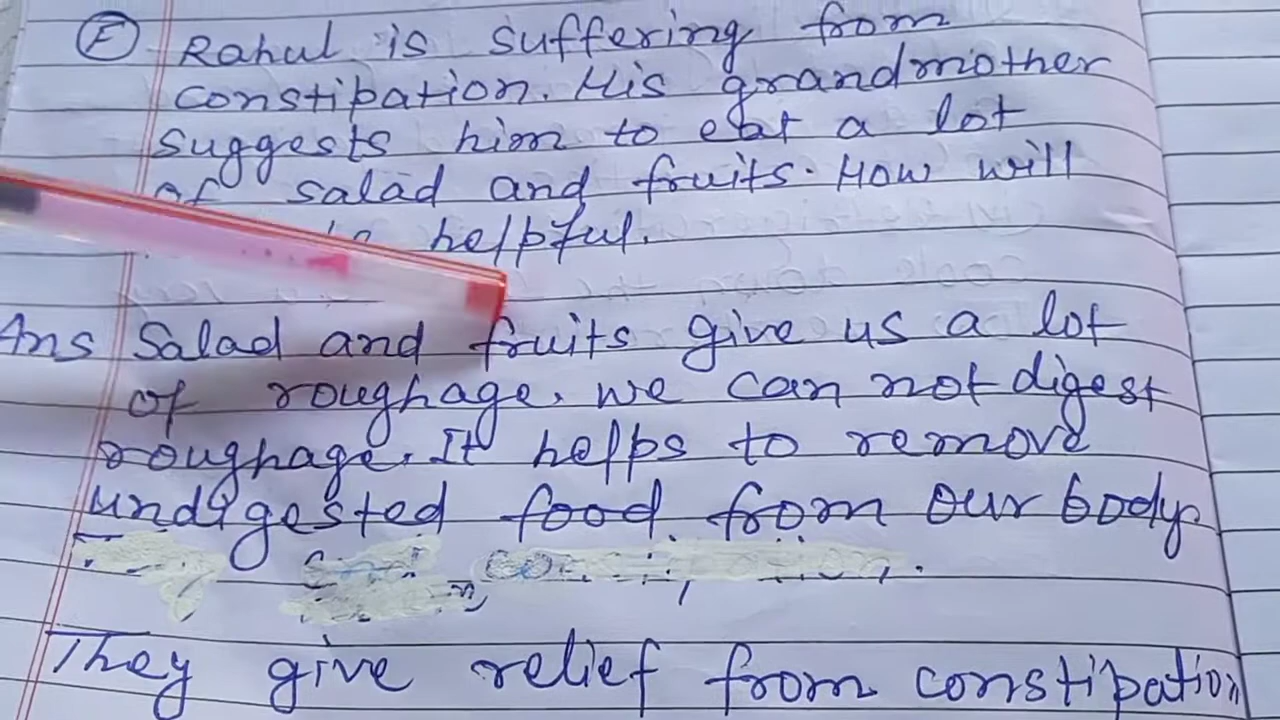 (F) Rahul is suffering from
constipation. His grandmother
suggests him to eat a lot
of salad and fruits. How will
helpful.
Ans Salad and fruits give us a lot
of roughage. we can not digest
roughage. It helps to remove
undigested food from our body.
They give relief from constipation